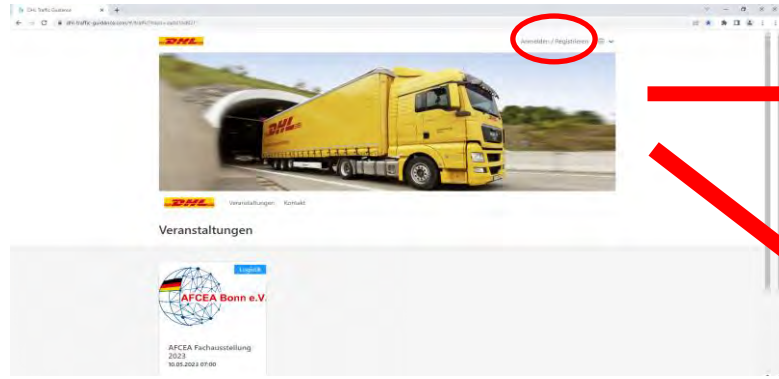 DHL Traffic Guidance
DHL
Anmelden / Registrieren
DHL
DHL
Veranstaltungen Kontakt
Veranstaltungen
Logistik
AFCEA Bonn e.V.
AFCEA Fachausstellung
2023
10.05.2023 07:00